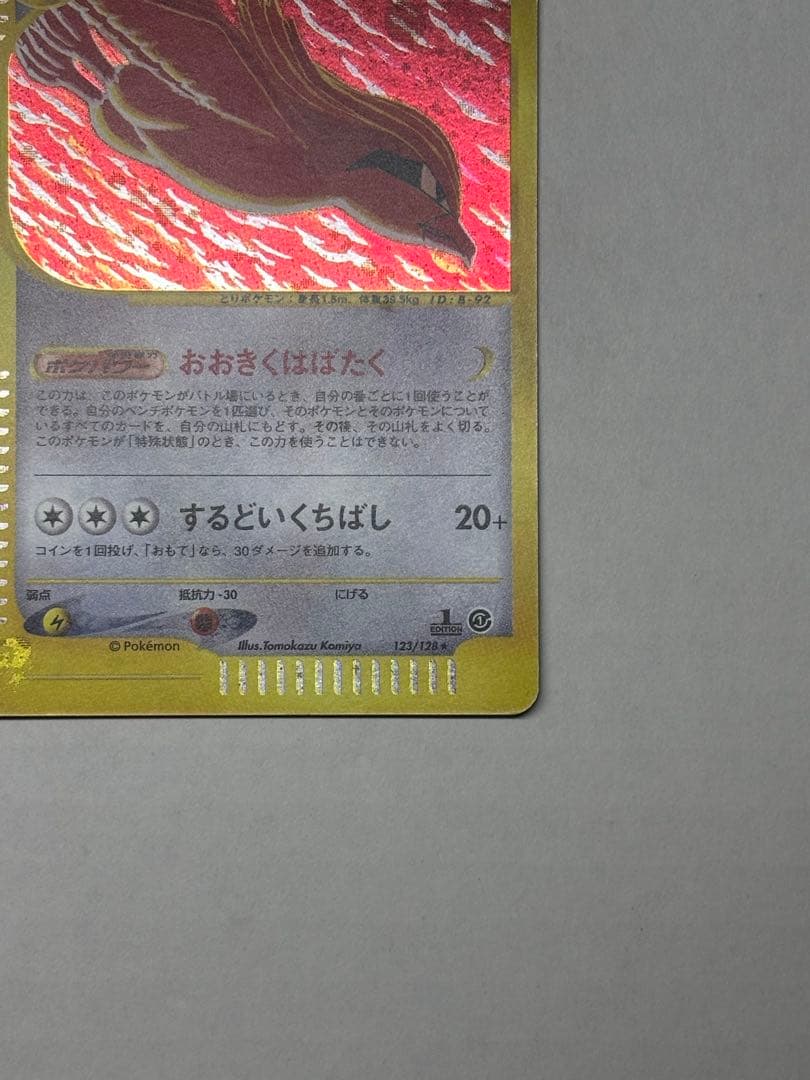 とりポケモン：身長1.5m、体重39.5kg ID:B-92
ポケパワー 特殊能力 おおきくはばたく
この力は、このポケモンがバトル場にいるとき、自分の番ごとに1回使うことが
できる。自分のベンチポケモンを1匹選び、そのポケモンとそのポケモンについて
いるすべてのカードを、自分の山札にもどす。その後、その山札をよく切る。
このポケモンが「特殊状態」のとき、この力を使うことはできない。
するどいくちばし 20+
コインを1回投げ、「おもて」なら、30ダメージを追加する。
弱点 抵抗力-30 にげる
1 EDITION
© Pokémon Illus.Tomokazu Komiya 123/128★